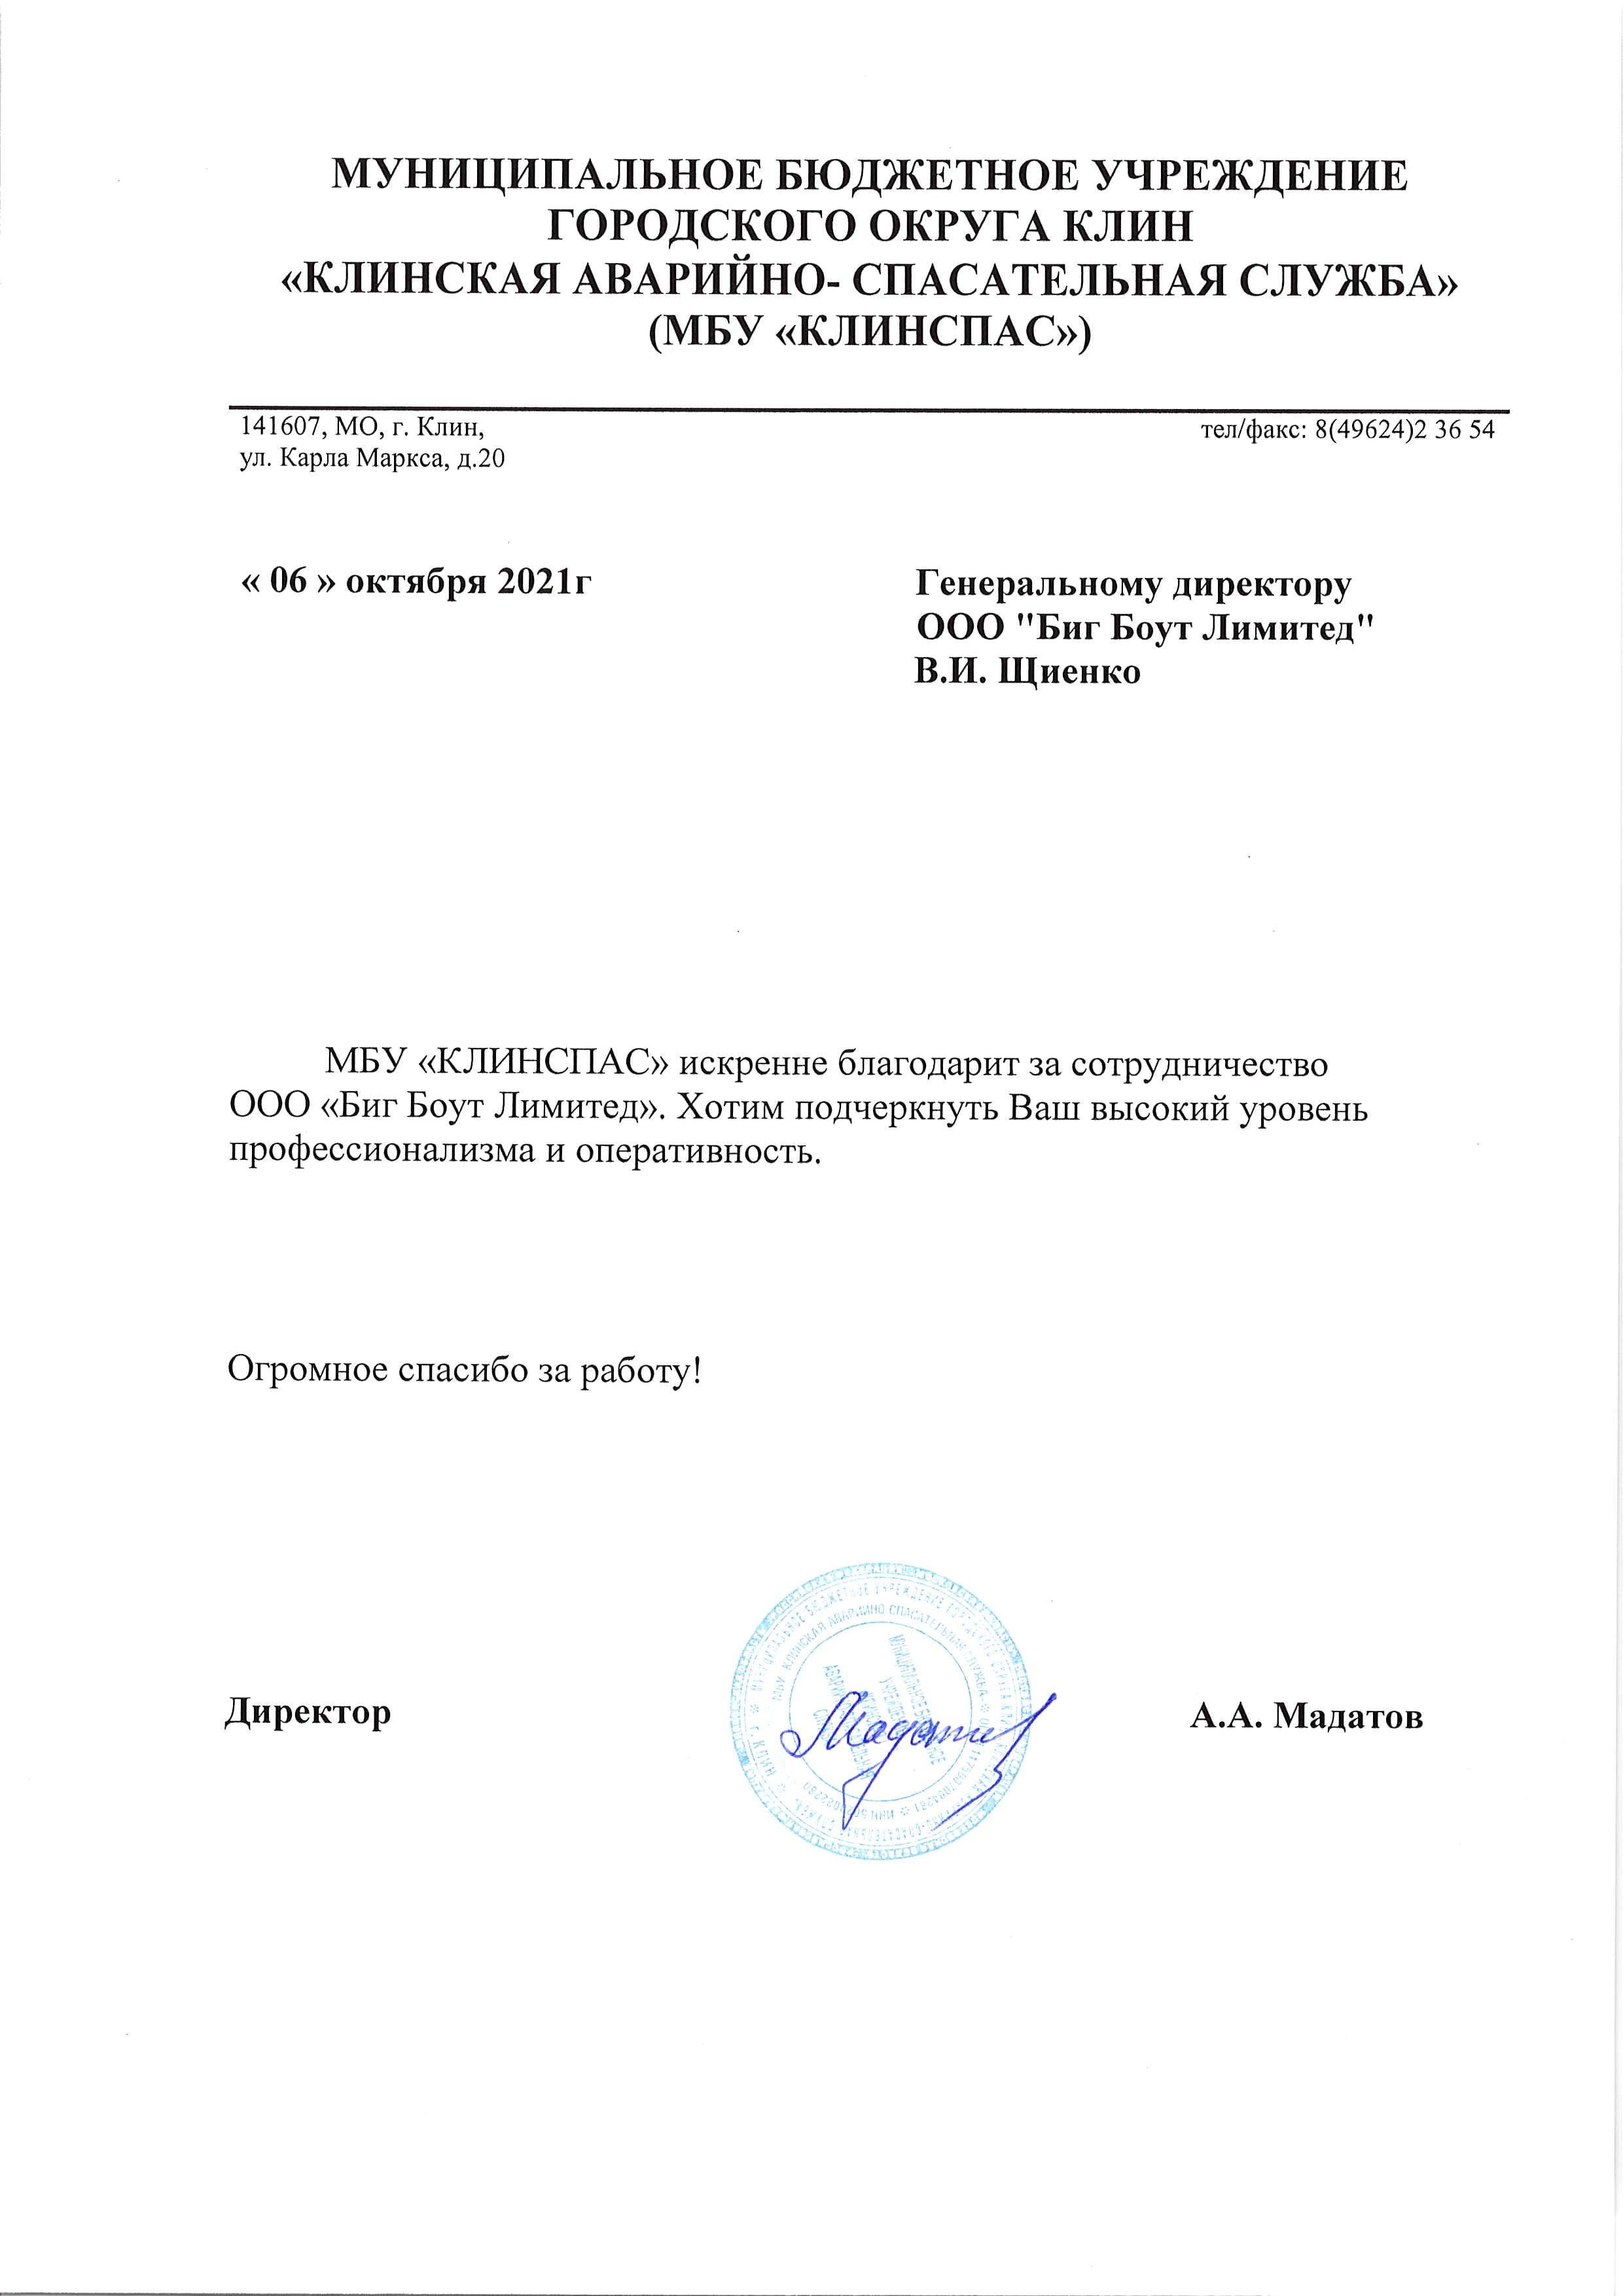 МУНИЦИПАЛЬНОЕ БЮДЖЕТНОЕ УЧРЕЖДЕНИЕ
ГОРОДСКОГО ОКРУГА КЛИН
«КЛИНСКАЯ АВАРИЙНО- СПАСАТЕЛЬНАЯ СЛУЖБА»
(МБУ «КЛИНСПАС»)
141607, МО, г. Клин,
ул. Карла Маркса, д.20
тел/факс: 8(49624)2 36 54
« 06 » октября 2021г
Генеральному директору
ООО "Биг Боут Лимитед"
В.И. Щиенко
МБУ «КЛИНСПАС» искренне благодарит за сотрудничество
ООО «Биг Боут Лимитед». Хотим подчеркнуть Ваш высокий уровень
профессионализма и оперативность.
Огромное спасибо за работу!
Директор
А.А. Мадатов